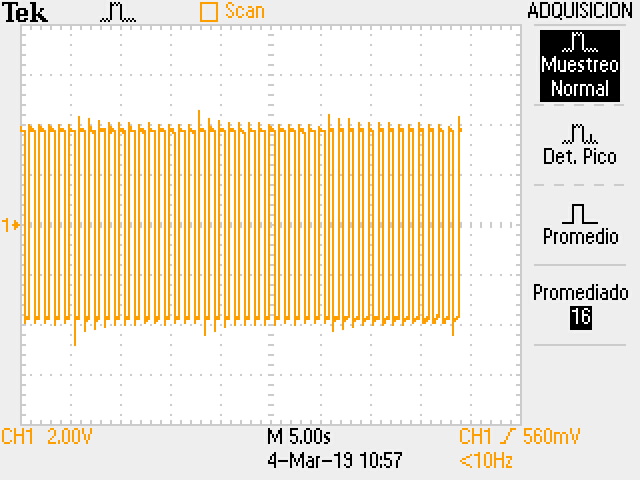 Tek
Scan
ADQUISICION
Muestreo
Normal
Det. Pico
Promedio
Promediado
16
1
CH1 2.00V
M 5.00s
CH1 560mV
4-Mar-19 10:57
<10Hz